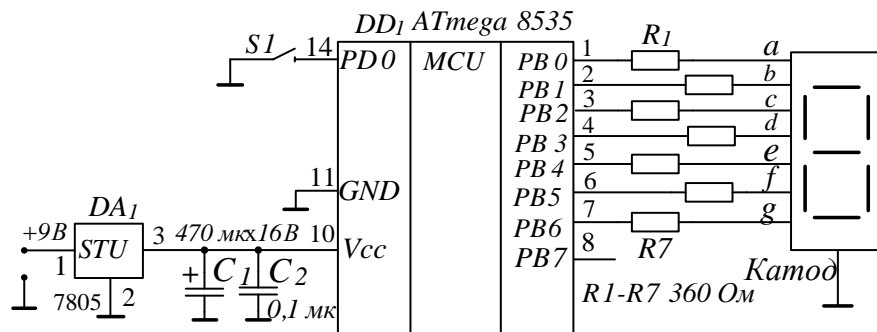 DD1 ATmega 8535
S1 14 PD0 MCU PB0 1 R1 a
PB1 2 b
PB2 3 c
PB3 4 d
PB4 5 e
11 GND PB5 6 f
PB6 7 g
DA1
+9В 3 470 мкх16В 10 Vcc PB7 8 R7
1 STU + C1 C2 Катод
7805 2 0,1 мк R1-R7 360 Ом